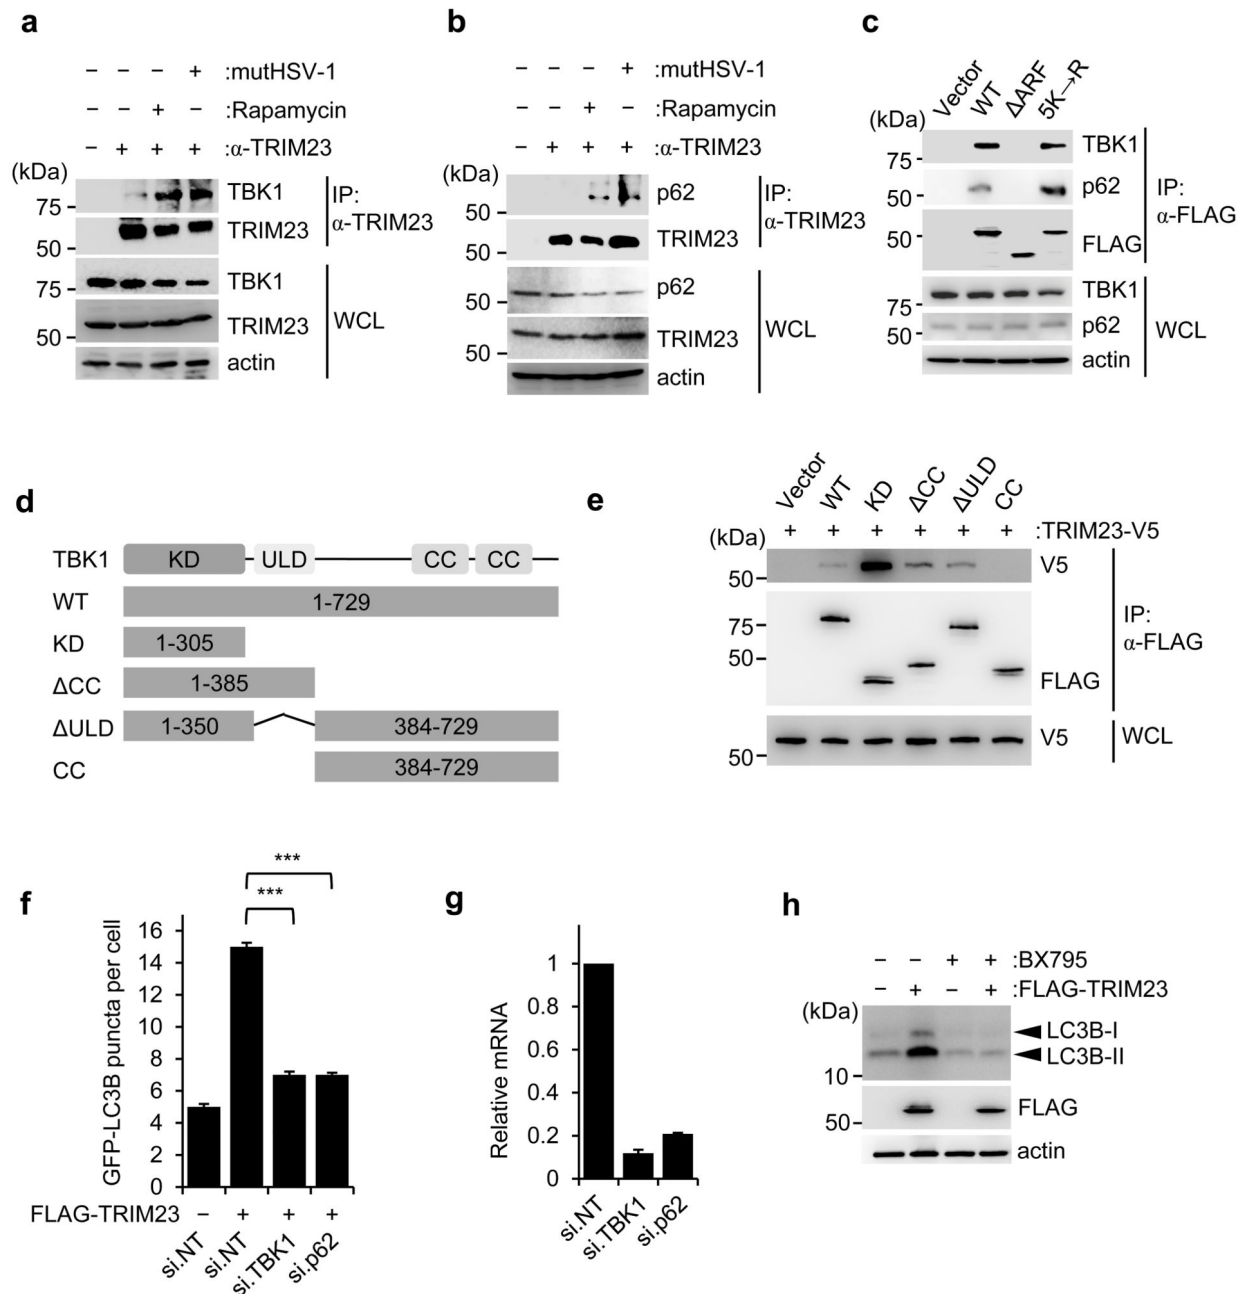 a
– – – + :mutHSV-1
– – + – :Rapamycin
– + + + :α-TRIM23
(kDa)
75 TBK1
50 TRIM23
IP:
α-TRIM23
75 TBK1
50 TRIM23
actin
WCL
b
– – – + :mutHSV-1
– – + – :Rapamycin
– + + + :α-TRIM23
(kDa)
50 p62
50 TRIM23
IP:
α-TRIM23
50 p62
50 TRIM23
actin
WCL
c
Vector WT ΔARF 5K→R
(kDa)
75 TBK1
50 p62
50 FLAG
IP:
α-FLAG
75 TBK1
50 p62
actin
WCL
d
TBK1 KD ULD CC CC
WT 1-729
KD 1-305
ΔCC 1-385
ΔULD 1-350 384-729
CC 384-729
e
Vector WT KD ΔCC ΔULD CC
+ + + + + + :TRIM23-V5
(kDa)
50 V5
75
50
FLAG
IP:
α-FLAG
50 V5 WCL
f
*** 
***
GFP-LC3B puncta per cell
16
14
12
10
8
6
4
2
0
FLAG-TRIM23 – + + +
si.NT si.NT si.TBK1 si.p62
g
Relative mRNA
1
0.8
0.6
0.4
0.2
0
si.NT si.TBK1 si.p62
h
– – + + :BX795
– + – + :FLAG-TRIM23
(kDa)
LC3B-I
LC3B-II
10
50 FLAG
actin